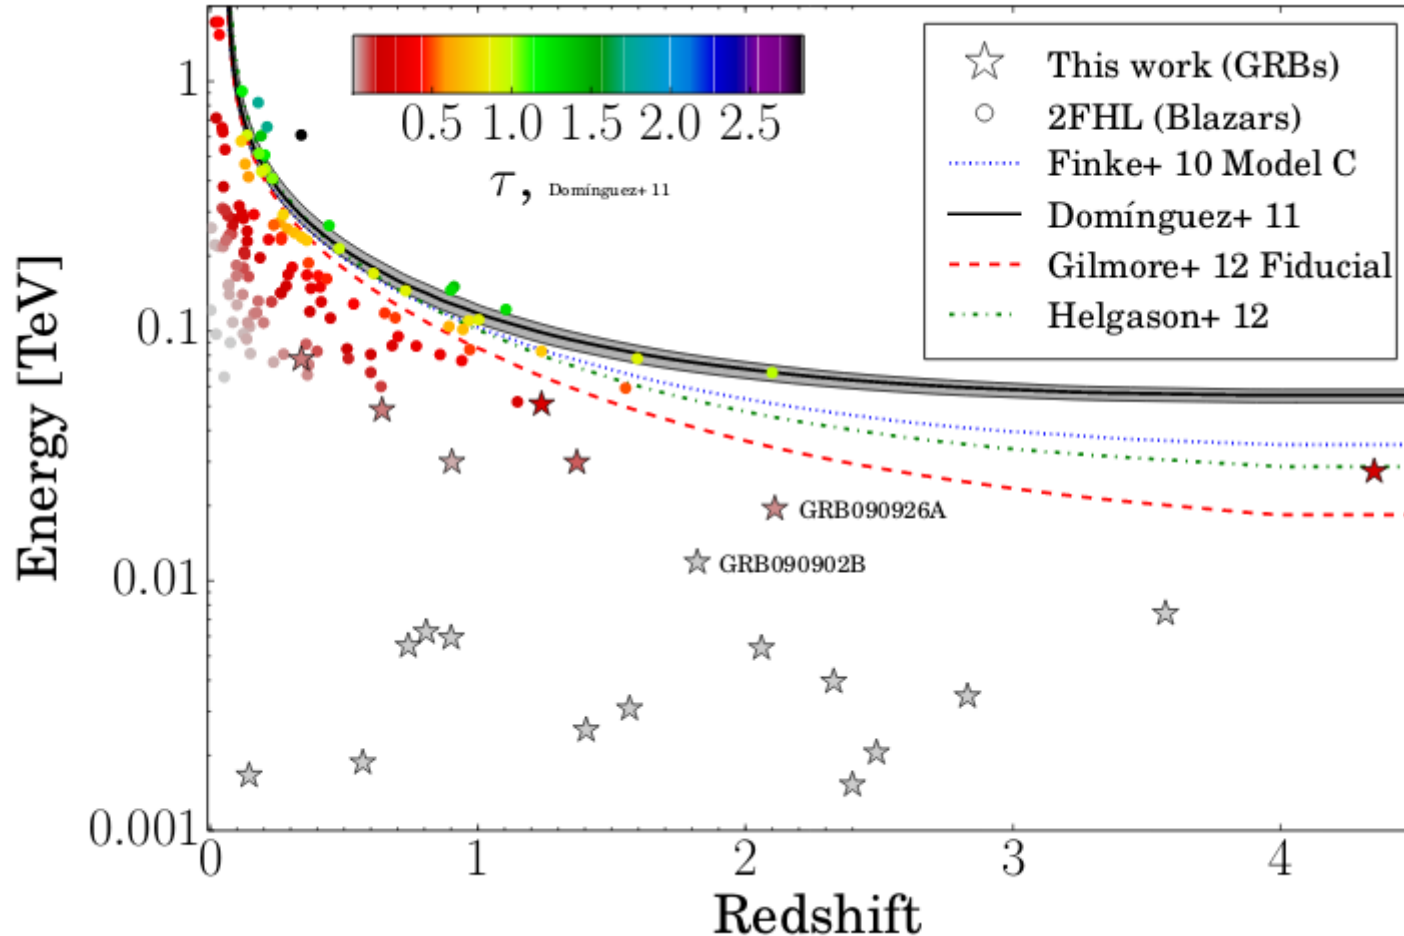 1
0.1
0.01
0.001
Energy [TeV]
0.5 1.0 1.5 2.0 2.5
τ, Domínguez+ 11
This work (GRBs)
2FHL (Blazars)
Finke+ 10 Model C
Domínguez+ 11
Gilmore+ 12 Fiducial
Helgason+ 12
GRB090926A
GRB090902B
0 1 2 3 4
Redshift